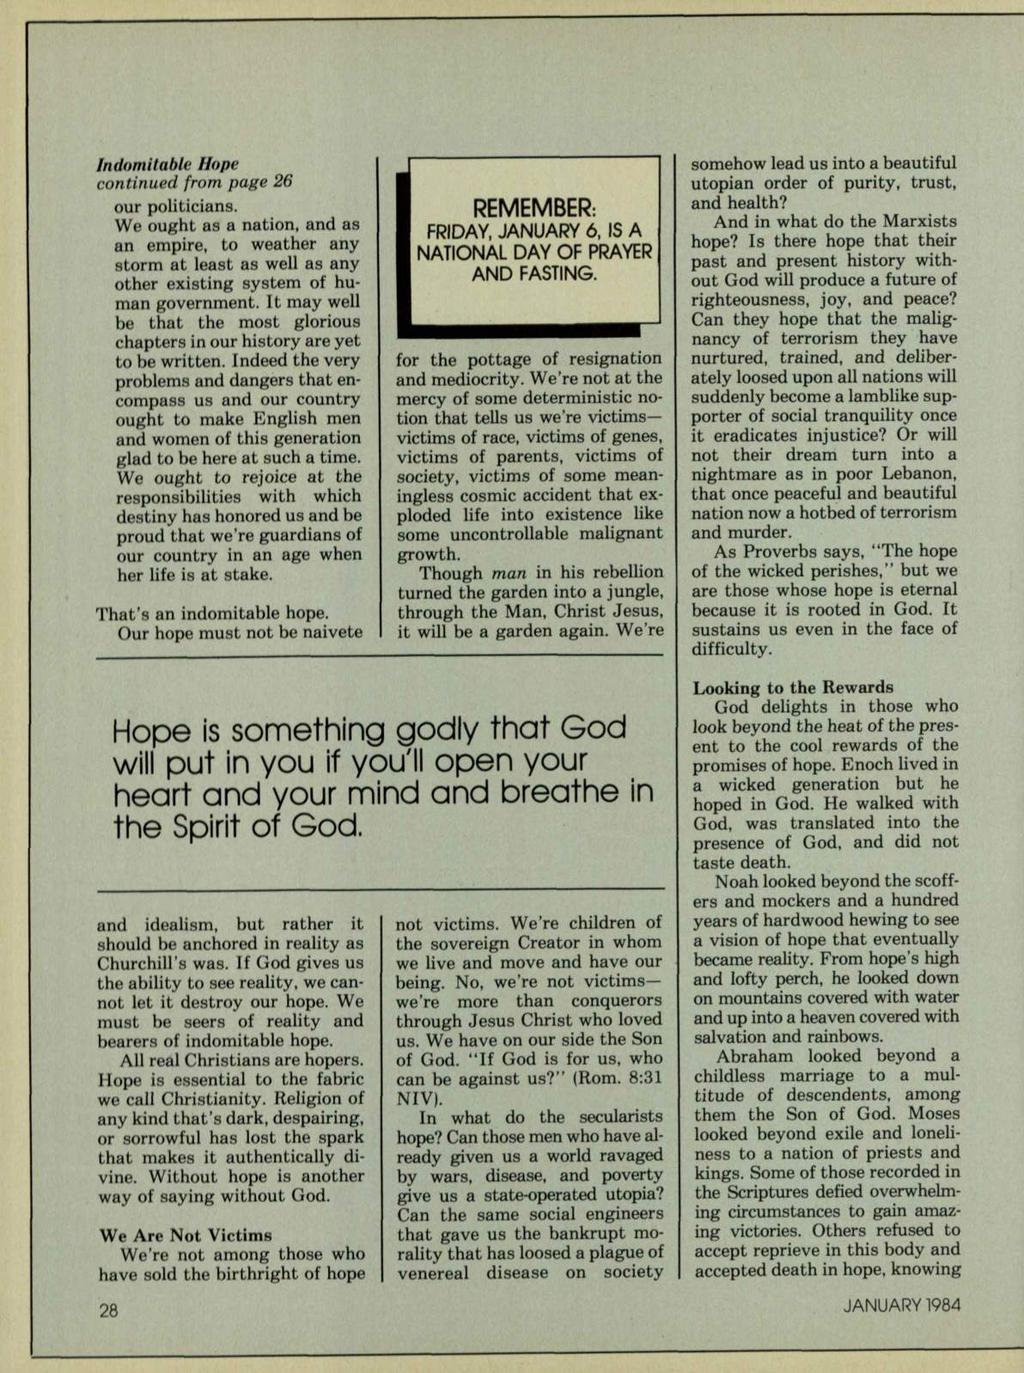 Indomitable Hope
continued from page 26
our politicians.
We ought as a nation, and as
an empire, to weather any
storm at least as well as any
other existing system of hu-
man government. It may well
be that the most glorious
chapters in our history are yet
to be written. Indeed the very
problems and dangers that en-
compass us and our country
ought to make English men
and women of this generation
glad to be here at such a time.
We ought to rejoice at the
responsibilities with which
destiny has honored us and be
proud that we're guardians of
our country in an age when
her life is at stake.
That's an indomitable hope.
Our hope must not be naivete
and idealism, but rather it
should be anchored in reality as
Churchill's was. If God gives us
the ability to see reality, we can-
not let it destroy our hope. We
must be seers of reality and
bearers of indomitable hope.
All real Christians are hopers.
Hope is essential to the fabric
we call Christianity. Religion of
any kind that's dark, despairing,
or sorrowful has lost the spark
that makes it authentically di-
vine. Without hope is another
way of saying without God.
We Are Not Victims
We're not among those who
have sold the birthright of hope
REMEMBER:
FRIDAY, JANUARY 6, IS A
NATIONAL DAY OF PRAYER
AND FASTING.
for the pottage of resignation
and mediocrity. We're not at the
mercy of some deterministic no-
tion that tells us we're victims—
victims of race, victims of genes,
victims of parents, victims of
society, victims of some mean-
ingless cosmic accident that ex-
ploded life into existence like
some uncontrollable malignant
growth.
Though man in his rebellion
turned the garden into a jungle,
through the Man, Christ Jesus,
it will be a garden again. We're
not victims. We're children of
the sovereign Creator in whom
we live and move and have our
being. No, we're not victims—
we're more than conquerors
through Jesus Christ who loved
us. We have on our side the Son
of God. "If God is for us, who
can be against us?" (Rom. 8:31
NIV).
In what do the secularists
hope? Can those men who have al-
ready given us a world ravaged
by wars, disease, and poverty
give us a state-operated utopia?
Can the same social engineers
that gave us the bankrupt mo-
rality that has loosed a plague of
venereal disease on society
Hope is something godly that God
will put in you if you'll open your
heart and your mind and breathe in
the Spirit of God.
somehow lead us into a beautiful
utopian order of purity, trust,
and health?
And in what do the Marxists
hope? Is there hope that their
past and present history with-
out God will produce a future of
righteousness, joy, and peace?
Can they hope that the malig-
nancy of terrorism they have
nurtured, trained, and deliber-
ately loosed upon all nations will
suddenly become a lamblike sup-
porter of social tranquility once
it eradicates injustice? Or will
not their dream turn into a
nightmare as in poor Lebanon,
that once peaceful and beautiful
nation now a hotbed of terrorism
and murder.
As Proverbs says, "The hope
of the wicked perishes," but we
are those whose hope is eternal
because it is rooted in God. It
sustains us even in the face of
difficulty.
Looking to the Rewards
God delights in those who
look beyond the heat of the pres-
ent to the cool rewards of the
promises of hope. Enoch lived in
a wicked generation but he
hoped in God. He walked with
God, was translated into the
presence of God, and did not
taste death.
Noah looked beyond the scoff-
ers and mockers and a hundred
years of hardwood hewing to see
a vision of hope that eventually
became reality. From hope's high
and lofty perch, he looked down
on mountains covered with water
and up into a heaven covered with
salvation and rainbows.
Abraham looked beyond a
childless marriage to a mul-
titude of descendents, among
them the Son of God. Moses
looked beyond exile and loneli-
ness to a nation of priests and
kings. Some of those recorded in
the Scriptures defied overwhelm-
ing circumstances to gain amaz-
ing victories. Others refused to
accept reprieve in this body and
accepted death in hope, knowing
28
JANUARY 1984